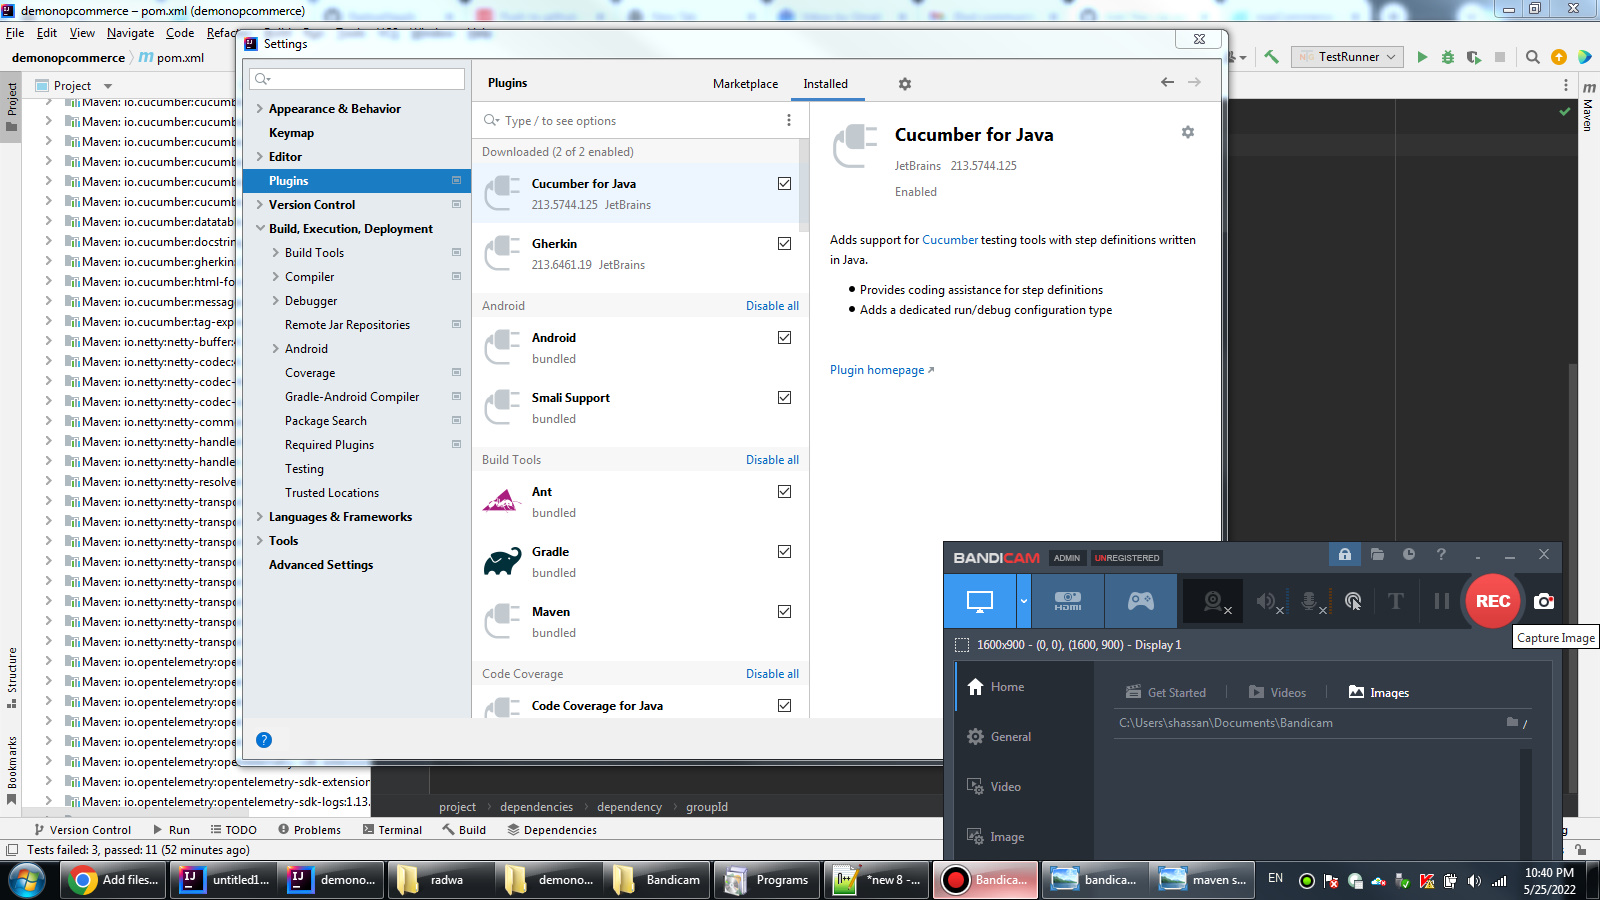 demonopcommerce – pom.xml (demonopcommerce)
File Edit View Navigate Code Refac
demonopcommerce pom.xml
TestRunner
Settings
Project
Project
Structure
Bookmarks
m
Maven
Maven: io.cucumber:cucumb
Maven: io.cucumber:cucumb
Maven: io.cucumber:cucumb
Maven: io.cucumber:cucumb
Maven: io.cucumber:cucumb
Maven: io.cucumber:cucumb
Maven: io.cucumber:datatab
Maven: io.cucumber:docstrin
Maven: io.cucumber:gherkin
Maven: io.cucumber:html-fo
Maven: io.cucumber:messag
Maven: io.cucumber:tag-exp
Maven: io.netty:netty-buffer:
Maven: io.netty:netty-codec:
Maven: io.netty:netty-codec-
Maven: io.netty:netty-codec-
Maven: io.netty:netty-comm
Maven: io.netty:netty-handle
Maven: io.netty:netty-handle
Maven: io.netty:netty-resolve
Maven: io.netty:netty-transpo
Maven: io.netty:netty-transpo
Maven: io.netty:netty-transpo
Maven: io.netty:netty-transpo
Maven: io.netty:netty-transpo
Maven: io.netty:netty-transpo
Maven: io.netty:netty-transpo
Maven: io.netty:netty-transpo
Maven: io.opentelemetry:ope
Maven: io.opentelemetry:ope
Maven: io.opentelemetry:ope
Maven: io.opentelemetry:ope
Maven: io.opentelemetry:ope
Maven: io.opentelemetry:ope
Maven: io.opentelemetry:opentelemetry-sdk-extension
Maven: io.opentelemetry:opentelemetry-sdk-logs:1.13.
Appearance & Behavior
Keymap
Editor
Plugins
Version Control
Build, Execution, Deployment
Build Tools
Compiler
Debugger
Remote Jar Repositories
Android
Coverage
Gradle-Android Compiler
Package Search
Required Plugins
Testing
Trusted Locations
Languages & Frameworks
Tools
Advanced Settings
?
Plugins Marketplace Installed
Type / to see options
Downloaded (2 of 2 enabled)
Cucumber for Java
213.5744.125 JetBrains
Gherkin
213.6461.19 JetBrains
Android Disable all
Android
bundled
Smali Support
bundled
Build Tools Disable all
Ant
bundled
Gradle
bundled
Maven
bundled
Code Coverage Disable all
Code Coverage for Java
Cucumber for Java
JetBrains 213.5744.125
Enabled
Adds support for Cucumber testing tools with step definitions written
in Java.
Provides coding assistance for step definitions
Adds a dedicated run/debug configuration type
Plugin homepage
BANDICAM ADMIN UNREGISTERED
HDMI T REC
Capture Image
1600x900 - (0, 0), (1600, 900) - Display 1
Home
General
Video
Image
Get Started Videos Images
C:\Users\shassan\Documents\Bandicam /
project dependencies dependency groupId
Version Control Run TODO Problems Terminal Build Dependencies
Tests failed: 3, passed: 11 (52 minutes ago)
Add files... untitled1... demono... radwa demono... Bandicam Programs *new 8 -... Bandica... bandica... maven s... EN
10:40 PM
5/25/2022